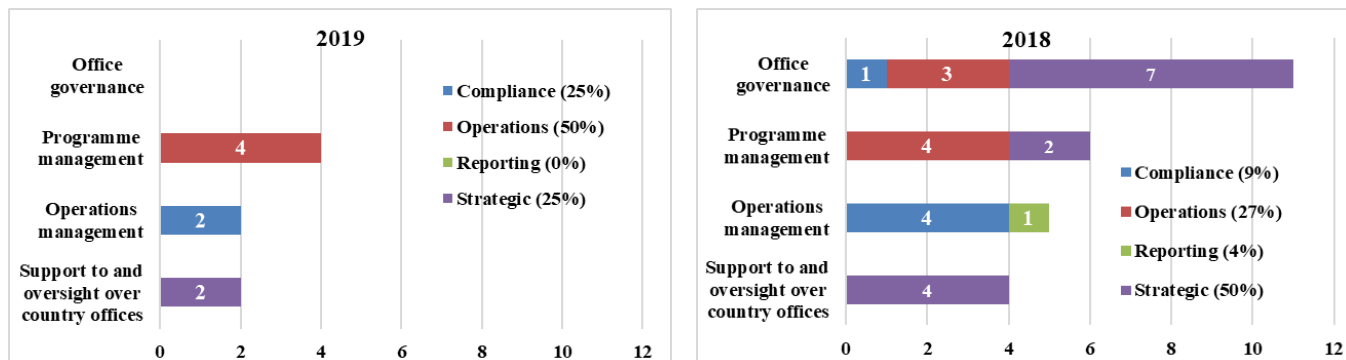 2019
Office
governance
Programme
management
4
Operations
management
2
Support to and
oversight over
country offices
2
Compliance (25%)
Operations (50%)
Reporting (0%)
Strategic (25%)
0 2 4 6 8 10 12
2018
Office
governance
1 3 7
Programme
management
4 2
Operations
management
4 1
Support to and
oversight over
country offices
4
Compliance (9%)
Operations (27%)
Reporting (4%)
Strategic (50%)
0 2 4 6 8 10 12